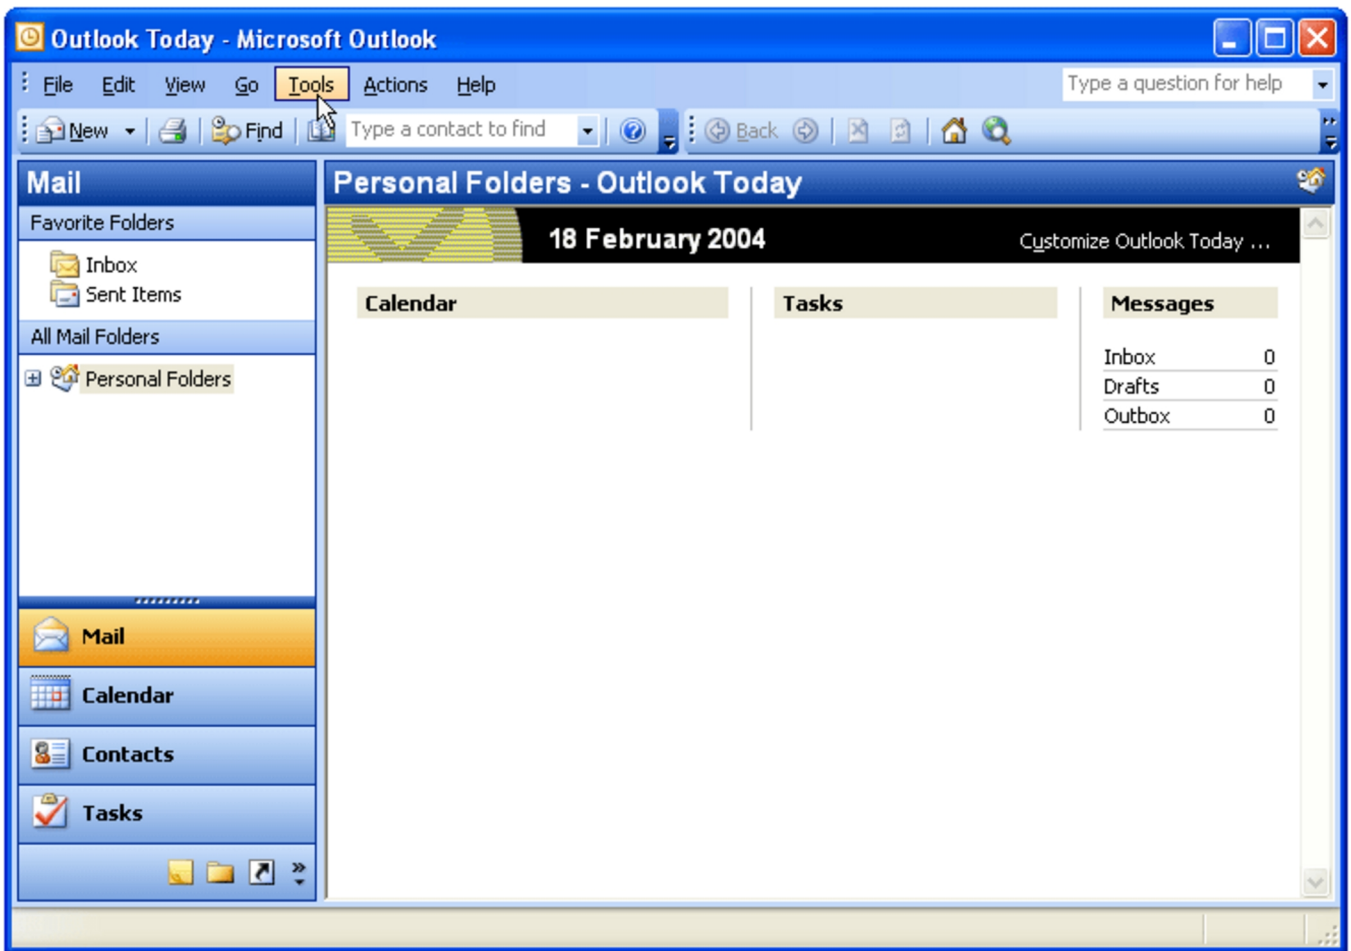 Outlook Today - Microsoft Outlook
File Edit View Go Tools Actions Help Type a question for help
New Find Type a contact to find Back
Mail
Personal Folders - Outlook Today
Favorite Folders
Inbox
Sent Items
All Mail Folders
Personal Folders
18 February 2004 Customize Outlook Today ...
Calendar Tasks Messages
Inbox 0
Drafts 0
Outbox 0
Mail
Calendar
Contacts
Tasks